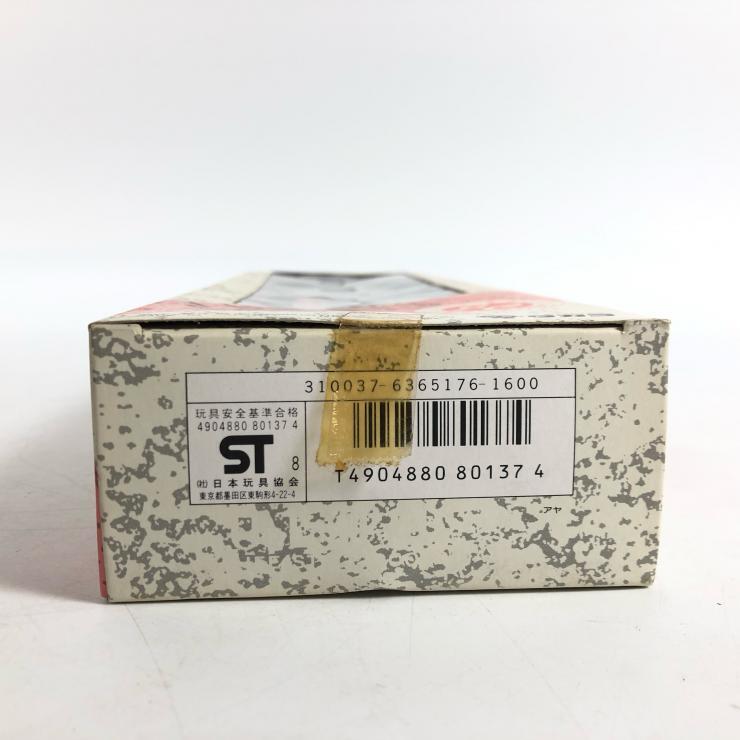 310037-6365176-1600
玩具安全基準合格
4904880 80137 4
ST 8
(社)日本玩具協会
東京都墨田区東駒形4-22-4
T4904880 80137 4
アヤ